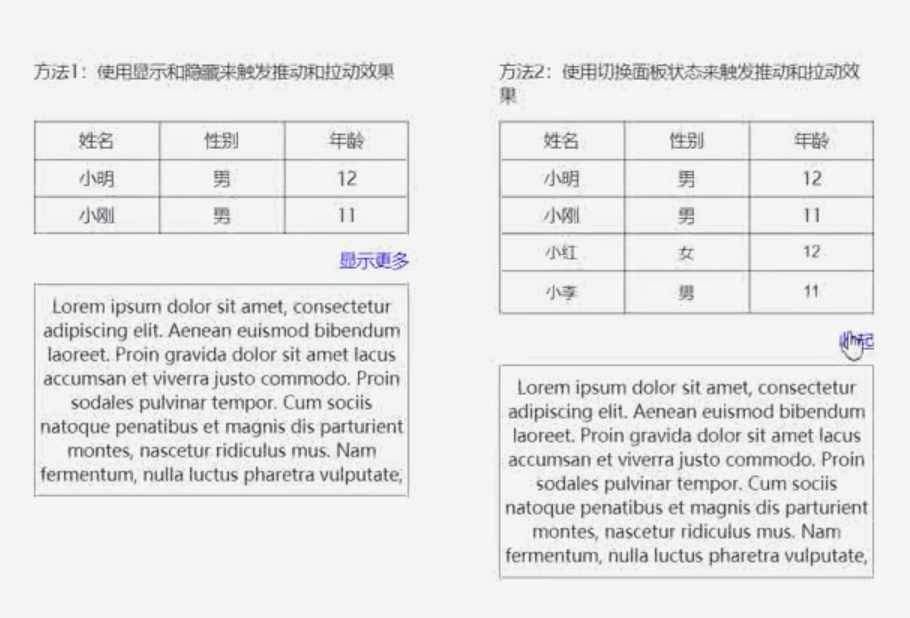 方法1：使用显示和隐藏来触发推动和拉动效果
姓名 性别 年龄
小明 男 12
小刚 男 11
显示更多
Lorem ipsum dolor sit amet, consectetur
adipiscing elit. Aenean euismod bibendum
laoreet. Proin gravida dolor sit amet lacus
accumsan et viverra justo commodo. Proin
sodales pulvinar tempor. Cum sociis
natoque penatibus et magnis dis parturient
montes, nascetur ridiculus mus. Nam
fermentum, nulla luctus pharetra vulputate,
方法2：使用切换面板状态来触发推动和拉动效
果
姓名 性别 年龄
小明 男 12
小刚 男 11
小红 女 12
小李 男 11
收起
Lorem ipsum dolor sit amet, consectetur
adipiscing elit. Aenean euismod bibendum
laoreet. Proin gravida dolor sit amet lacus
accumsan et viverra justo commodo. Proin
sodales pulvinar tempor. Cum sociis
natoque penatibus et magnis dis parturient
montes, nascetur ridiculus mus. Nam
fermentum, nulla luctus pharetra vulputate,